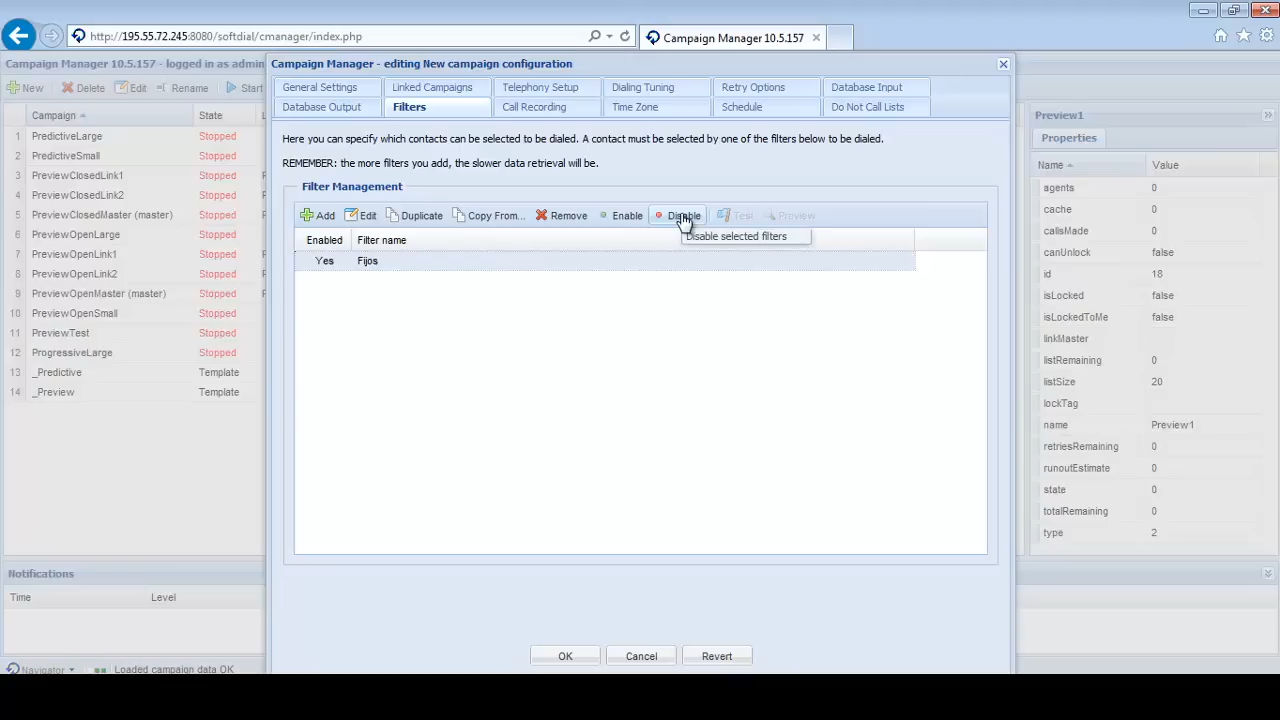 http://195.55.72.245:8080/softdial/cmanager/index.php
Campaign Manager 10.5.157
Campaign Manager 10.5.157 - logged in as admin
New Delete Edit Rename Start
Campaign State
1 PredictiveLarge Stopped
2 PredictiveSmall Stopped
3 PreviewClosedLink1 Stopped
4 PreviewClosedLink2 Stopped
5 PreviewClosedMaster (master) Stopped
6 PreviewOpenLarge Stopped
7 PreviewOpenLink1 Stopped
8 PreviewOpenLink2 Stopped
9 PreviewOpenMaster (master) Stopped
10 PreviewOpenSmall Stopped
11 PreviewTest Stopped
12 ProgressiveLarge Stopped
13 _Predictive Template
14 _Preview Template
Campaign Manager - editing New campaign configuration
General Settings Linked Campaigns Telephony Setup Dialing Tuning Retry Options Database Input
Database Output Filters Call Recording Time Zone Schedule Do Not Call Lists
Here you can specify which contacts can be selected to be dialed. A contact must be selected by one of the filters below to be dialed.
REMEMBER: the more filters you add, the slower data retrieval will be.
Filter Management
Add Edit Duplicate Copy From... Remove Enable Disable Test Preview
Disable selected filters
Enabled Filter name
Yes Fijos
OK Cancel Revert
Preview1
Properties
Name Value
agents 0
cache 0
callsMade 0
canUnlock false
id 18
isLocked false
isLockedToMe false
linkMaster
listRemaining 0
listSize 20
lockTag
name Preview1
retriesRemaining 0
runoutEstimate 0
state 0
totalRemaining 0
type 2
Notifications
Time Level
Navigator Loaded campaign data OK